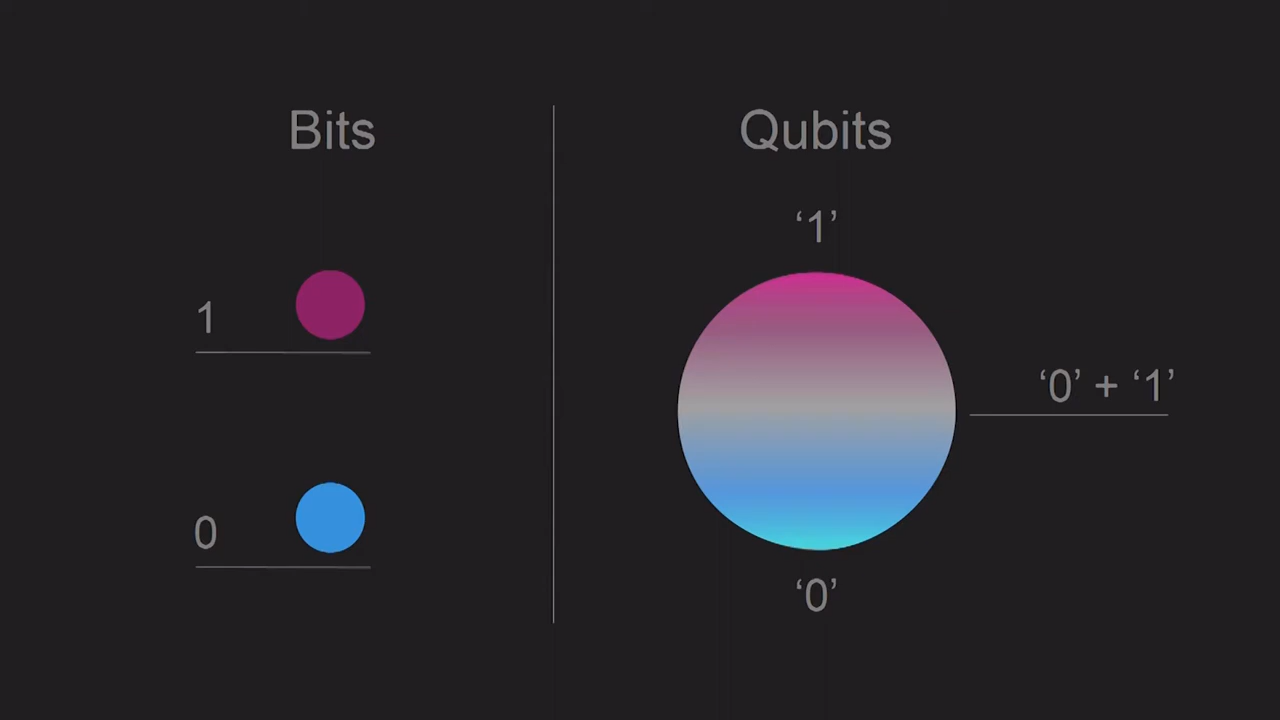 Bits
1
0
Qubits
‘1’
‘0’ + ‘1’
‘0’